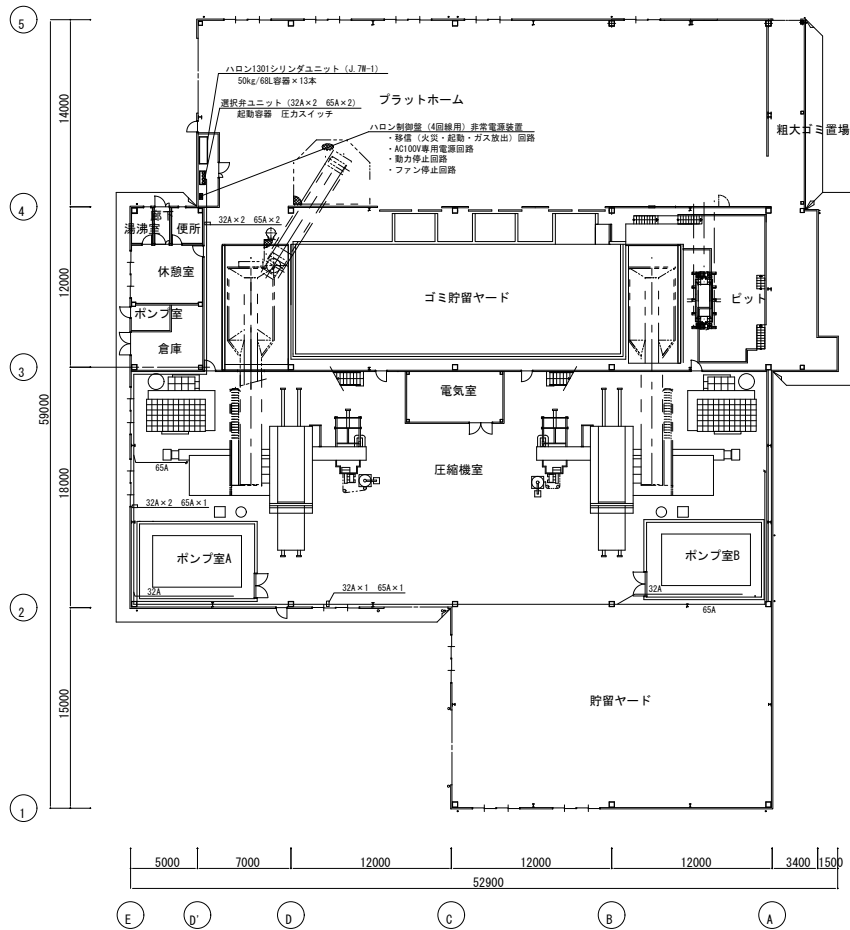 5
ハロン1301シリンダユニット（J.7W-1）
50kg/68L容器×13本
選択弁ユニット（32A×2　65A×2）
起動容器　圧力スイッチ
プラットホーム
ハロン制御盤（4回線用）非常電源装置
・移信（火災・起動・ガス放出）回路
・AC100V専用電源回路
・動力停止回路
・ファン停止回路
粗大ゴミ置場
14000
4
廊下
湯沸室
便所
32A×2　65A×2
休憩室
ゴミ貯留ヤード
ピット
ポンプ室
倉庫
12000
3
59000
電気室
圧縮機室
65A
18000
32A×2　65A×1
ポンプ室A
ポンプ室B
32A
32A×1　65A×1
32A
65A
2
貯留ヤード
15000
1
5000
7000
12000
12000
12000
3400
1500
52900
E
D'
D
C
B
A